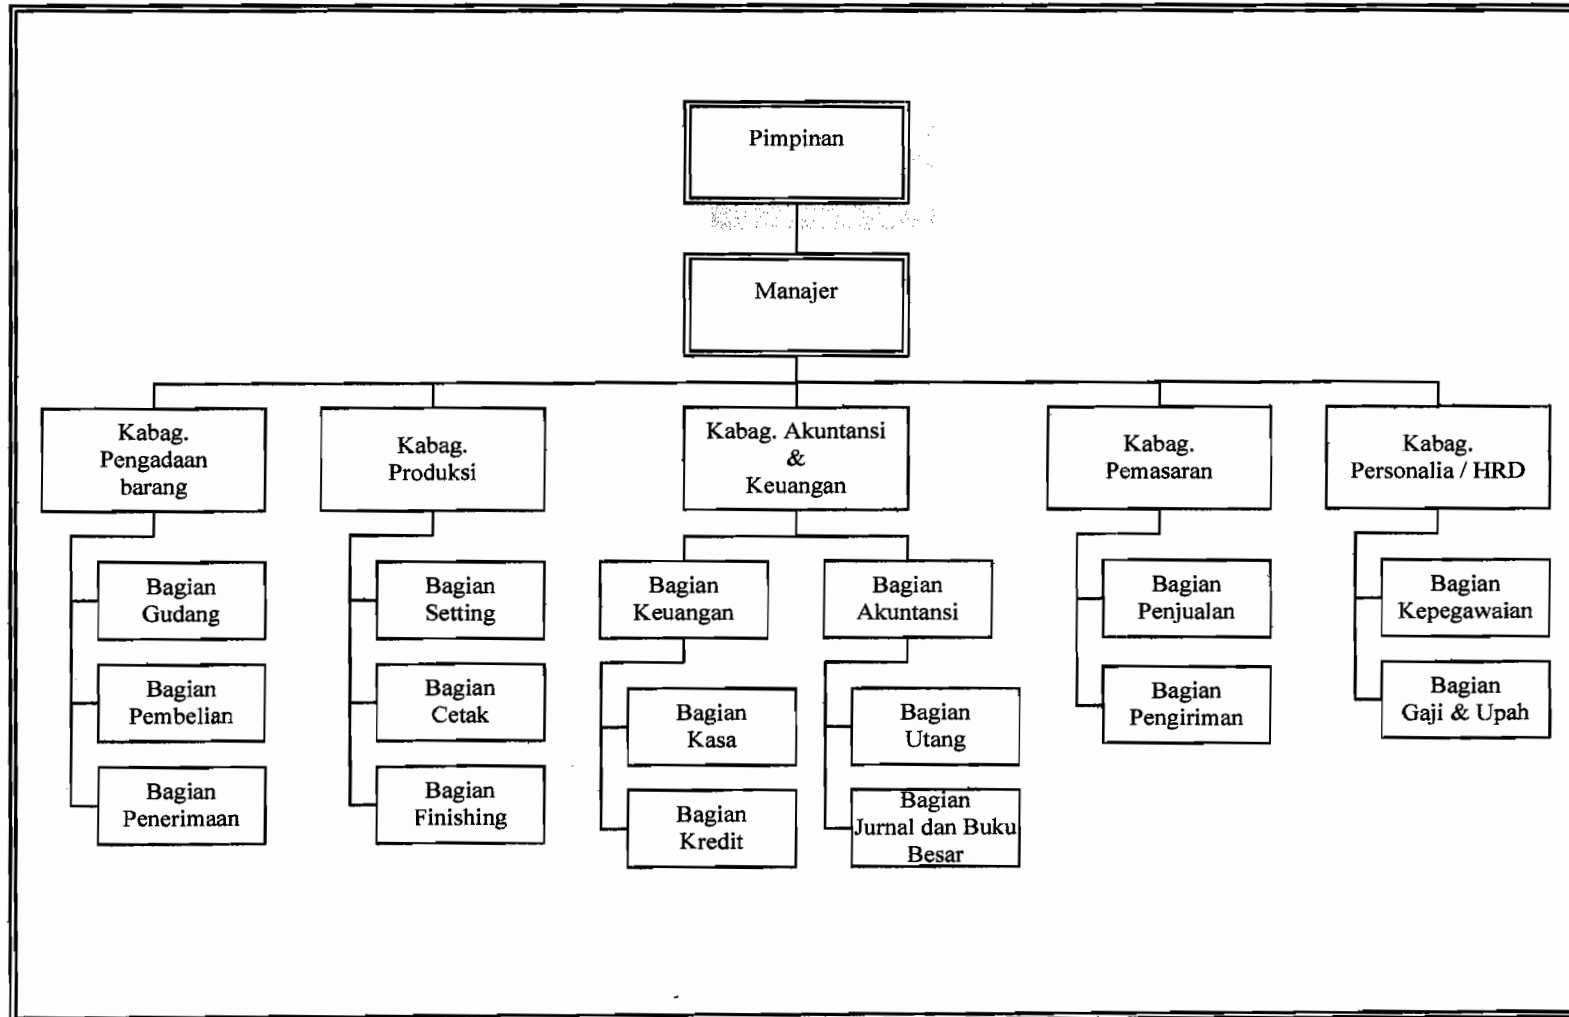 Pimpinan
Manajer
Kabag.
Pengadaan
barang
Kabag.
Produksi
Kabag. Akuntansi
&
Keuangan
Kabag.
Pemasaran
Kabag.
Personalia / HRD
Bagian
Gudang
Bagian
Pembelian
Bagian
Penerimaan
Bagian
Setting
Bagian
Cetak
Bagian
Finishing
Bagian
Keuangan
Bagian
Kasa
Bagian
Kredit
Bagian
Akuntansi
Bagian
Utang
Bagian
Jurnal dan Buku
Besar
Bagian
Penjualan
Bagian
Pengiriman
Bagian
Kepegawaian
Bagian
Gaji & Upah